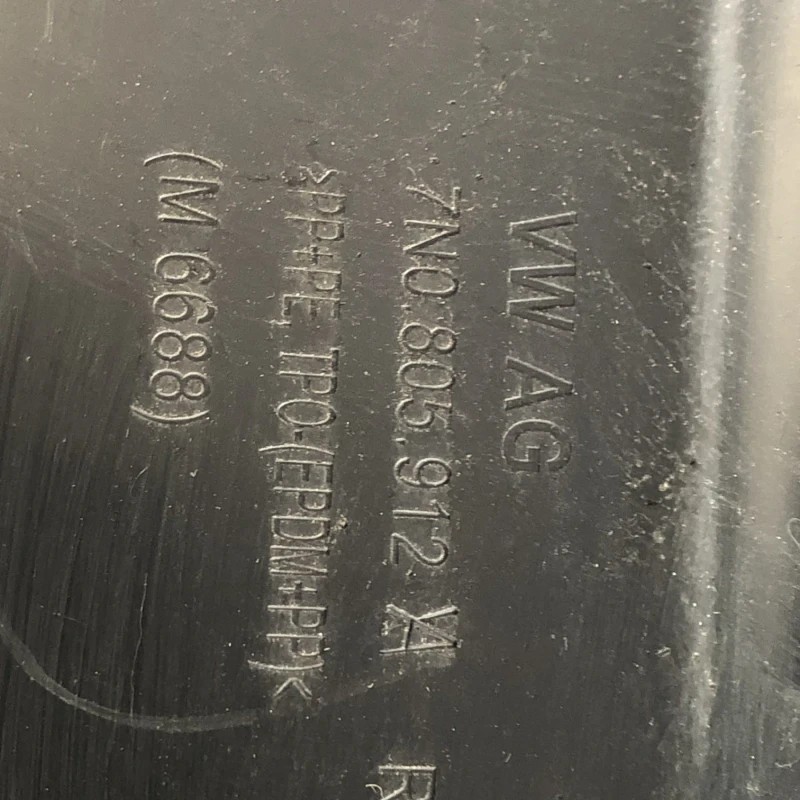 VW AG
7N0.805.912 A R
>PP+PE, TPO-(EPDM+PP)<
(M 6688)